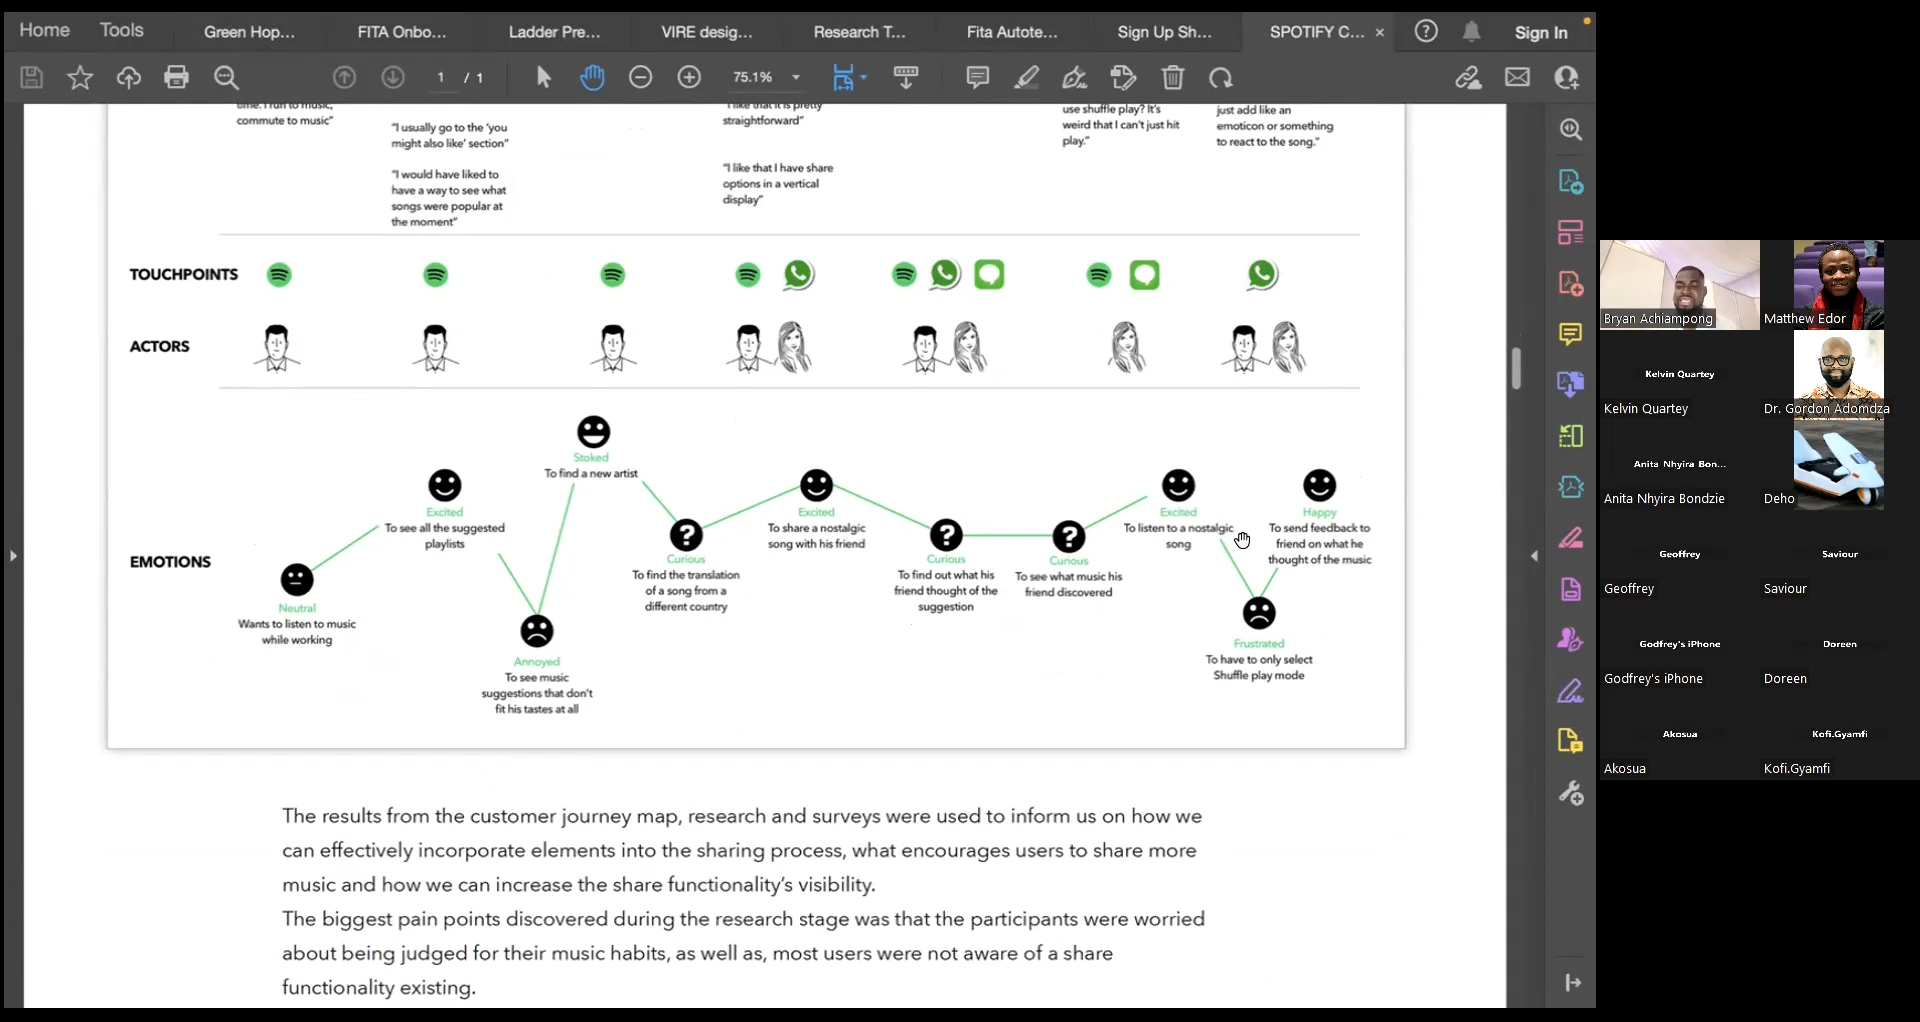 Home
Tools
Green Hop...
FITA Onbo...
Ladder Pre...
VIRE desig...
Research T...
Fita Autote...
Sign Up Sh...
SPOTIFY C...
Sign In
1 / 1
75.1%
time. I run to music,
commute to music"
"I usually go to the 'you
might also like' section"
"I would have liked to
have a way to see what
songs were popular at
the moment"
"I like that it is pretty
straightforward"
"I like that I have share
options in a vertical
display"
use shuffle play? It's
weird that I can't just hit
play."
just add like an
emoticon or something
to react to the song."
TOUCHPOINTS
ACTORS
EMOTIONS
Neutral
Wants to listen to music
while working
Excited
To see all the suggested
playlists
Annoyed
To see music
suggestions that don't
fit his tastes at all
Stoked
To find a new artist
Curious
To find the translation
of a song from a
different country
Excited
To share a nostalgic
song with his friend
Curious
To find out what his
friend thought of the
suggestion
Curious
To see what music his
friend discovered
Excited
To listen to a nostalgic
song
Frustrated
To have to only select
Shuffle play mode
Happy
To send feedback to
friend on what he
thought of the music
The results from the customer journey map, research and surveys were used to inform us on how we
can effectively incorporate elements into the sharing process, what encourages users to share more
music and how we can increase the share functionality's visibility.
The biggest pain points discovered during the research stage was that the participants were worried
about being judged for their music habits, as well as, most users were not aware of a share
functionality existing.
Bryan Achiampong
Matthew Edor
Kelvin Quartey
Kelvin Quartey
Dr. Gordon Adomdza
Anita Nhyira Bon...
Anita Nhyira Bondzie
Deho
Geoffrey
Geoffrey
Saviour
Saviour
Godfrey's iPhone
Godfrey's iPhone
Doreen
Doreen
Akosua
Akosua
Kofi.Gyamfi
Kofi.Gyamfi